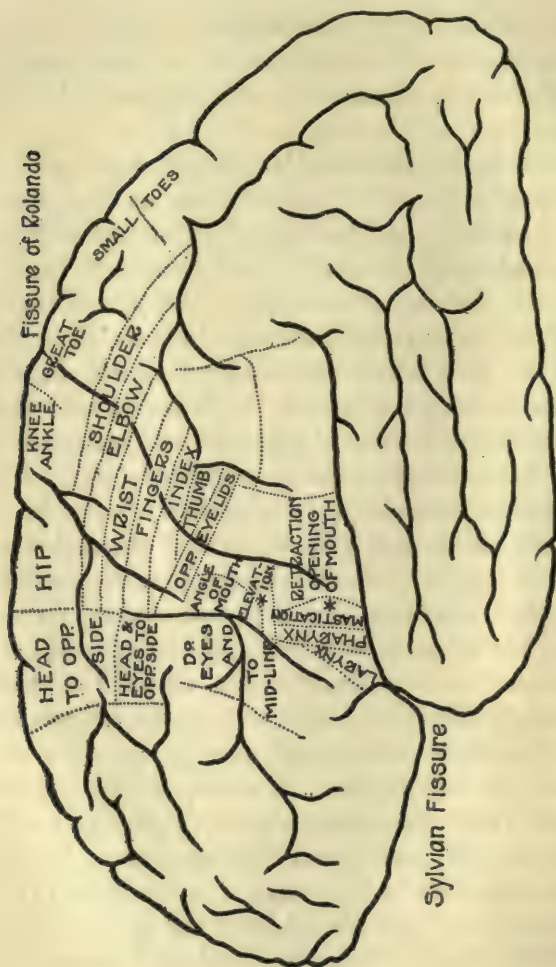 Fissure of Rolando
SMALL
TOES
GREAT
TOE
KNEE
ANKLE
HIP
HEAD
TO OPP.
SIDE
SHOULDER
ELBOW
WRIST
FINGERS
INDEX
THUMB
OPP
EYE LIDS
HEAD &
EYES TO
OPP SIDE
EYES
AND
TO
MID-LINE
ANGLE
OF
MOUTH
ELEVAT-
ION
*
RETRACTION
OPENING
OF MOUTH
*
MASTICATION
PHARYNX
LARYNX
Sylvian Fissure